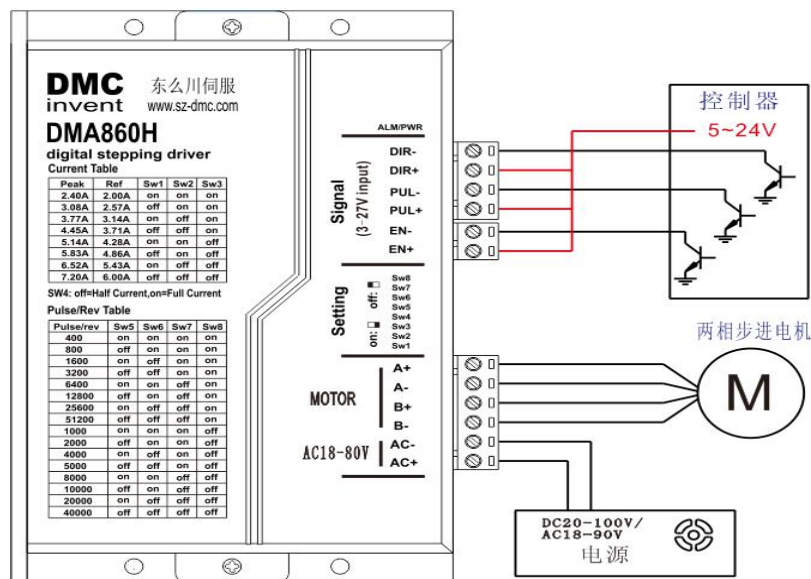 DMC 东么川伺服
invent www.sz-dmc.com
DMA860H
digital stepping driver
Current Table
Peak Ref Sw1 Sw2 Sw3
2.40A 2.00A on on on
3.08A 2.57A off on on
3.77A 3.14A on off on
4.45A 3.71A off off on
5.14A 4.28A on on off
5.83A 4.86A off on off
6.52A 5.43A on off off
7.20A 6.00A off off off
SW4: off=Half Current,on=Full Current
Pulse/Rev Table
Pulse/rev Sw5 Sw6 Sw7 Sw8
400 on on on on
800 off on on on
1600 on off on on
3200 off off on on
6400 on on off on
12800 off on off on
25600 on off off on
51200 off off off on
1000 on on on off
2000 off on on off
4000 on off on off
5000 off off on off
8000 on on off off
10000 off on off off
20000 on off off off
40000 off off off off
ALM/PWR
Signal
(3-27V input)
DIR-
DIR+
PUL-
PUL+
EN-
EN+
Setting
on: off:
Sw8
Sw7
Sw6
Sw5
Sw4
Sw3
Sw2
Sw1
MOTOR
A+
A-
B+
B-
AC18-80V
AC-
AC+
控制器
5~24V
两相步进电机
M
DC20-100V/
AC18-90V
电源